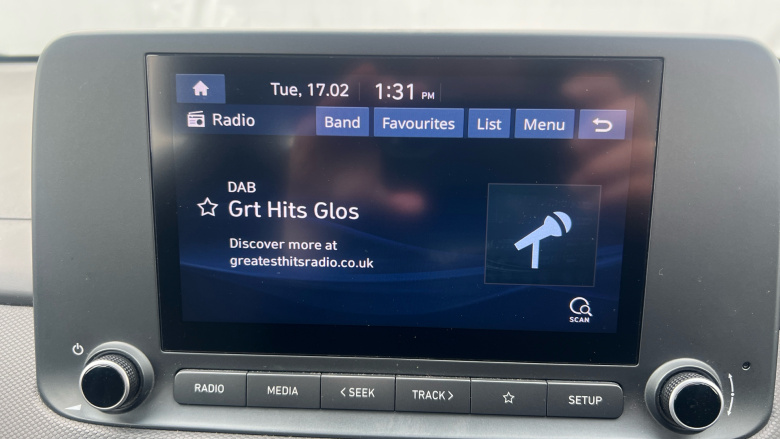 Tue, 17.02 1:31 PM
Radio Band Favourites List Menu
DAB
Grt Hits Glos
Discover more at
greatesthitsradio.co.uk
SCAN
RADIO MEDIA <SEEK TRACK> SETUP